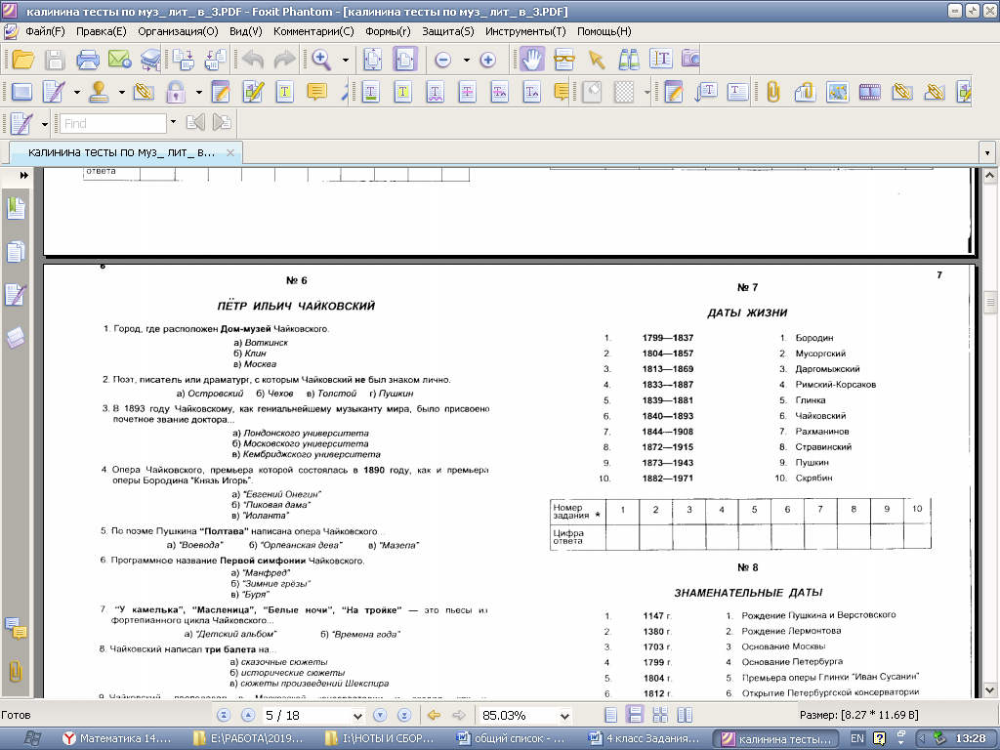 калинина тесты по муз_ лит_ в_3.PDF - Foxit Phantom - [калинина тесты по муз_ лит_ в_3.PDF]
Файл(F) Правка(E) Организация(O) Вид(V) Комментарии(C) Формы(r) Защита(S) Инструменты(T) Помощь(H)
Find
калинина тесты по муз_ лит_ в...
ответа
6
№ 6
ПЁТР ИЛЬИЧ ЧАЙКОВСКИЙ
1. Город, где расположен Дом-музей Чайковского.
а) Воткинск
б) Клин
в) Москва
2. Поэт, писатель или драматург, с которым Чайковский не был знаком лично.
а) Островский б) Чехов в) Толстой г) Пушкин
3. В 1893 году Чайковскому, как гениальнейшему музыканту мира, было присвоено
почетное звание доктора...
а) Лондонского университета
б) Московского университета
в) Кембриджского университета
4. Опера Чайковского, премьера которой состоялась в 1890 году, как и премьера
оперы Бородина "Князь Игорь".
а) "Евгений Онегин"
б) "Пиковая дама"
в) "Иоланта"
5. По поэме Пушкина "Полтава" написана опера Чайковского...
а) "Воевода" б) "Орлеанская дева" в) "Мазепа"
6. Программное название Первой симфонии Чайковского.
а) "Манфред"
б) "Зимние грёзы"
в) "Буря"
7. "У камелька", "Масленица", "Белые ночи", "На тройке" — это пьесы из
фортепианного цикла Чайковского...
а) "Детский альбом" б) "Времена года"
8. Чайковский написал три балета на...
а) сказочные сюжеты
б) исторические сюжеты
в) сюжеты произведений Шекспира
7
№ 7
ДАТЫ ЖИЗНИ
1. 1799—1837 1. Бородин
2. 1804—1857 2. Мусоргский
3. 1813—1869 3. Даргомыжский
4. 1833—1887 4. Римский-Корсаков
5. 1839—1881 5. Глинка
6. 1840—1893 6. Чайковский
7. 1844—1908 7. Рахманинов
8. 1872—1915 8. Стравинский
9. 1873—1943 9. Пушкин
10. 1882—1971 10. Скрябин
Номер задания * 1 2 3 4 5 6 7 8 9 10
Цифра ответа
№ 8
ЗНАМЕНАТЕЛЬНЫЕ ДАТЫ
1. 1147 г. 1. Рождение Пушкина и Верстовского
2. 1380 г. 2. Рождение Лермонтова
3. 1703 г. 3 Основание Москвы
4. 1799 г. 4 Основание Петербурга
5. 1804 г. 5. Премьера оперы Глинки "Иван Сусанин"
6. 1812 г. 6. Открытие Петербургской консерватории
Готов
5 / 18
85.03%
Размер: [8.27 * 11.69 В]
Математика 14....
E:\РАБОТА\2019...
I:\НОТЫ И СБОР...
общий список - ...
4 класс Задания...
калинина тесты...
EN
13:28